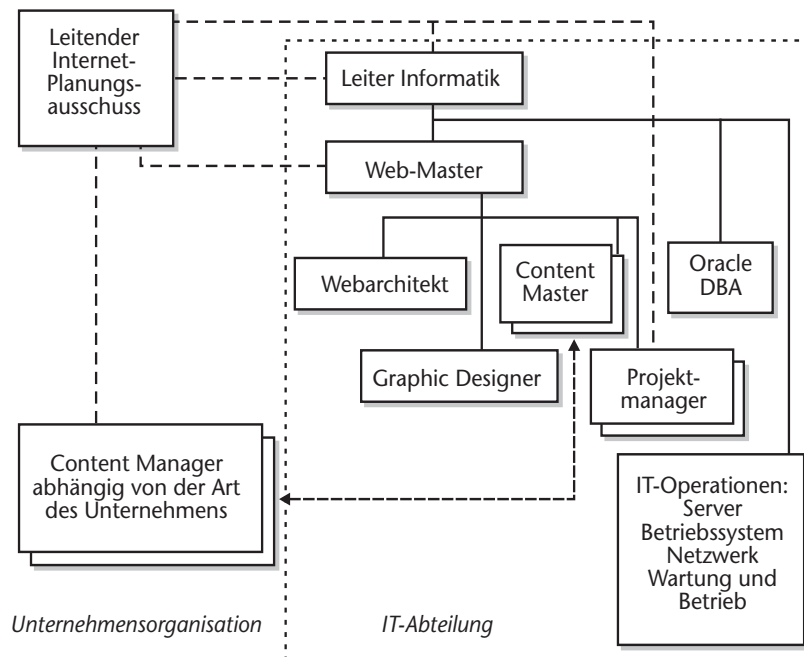 Leitender
Internet-
Planungs-
ausschuss
Leiter Informatik
Web-Master
Webarchitekt
Content
Master
Oracle
DBA
Graphic Designer
Projekt-
manager
Content Manager
abhängig von der Art
des Unternehmens
IT-Operationen:
Server
Betriebssystem
Netzwerk
Wartung und
Betrieb
Unternehmensorganisation
IT-Abteilung